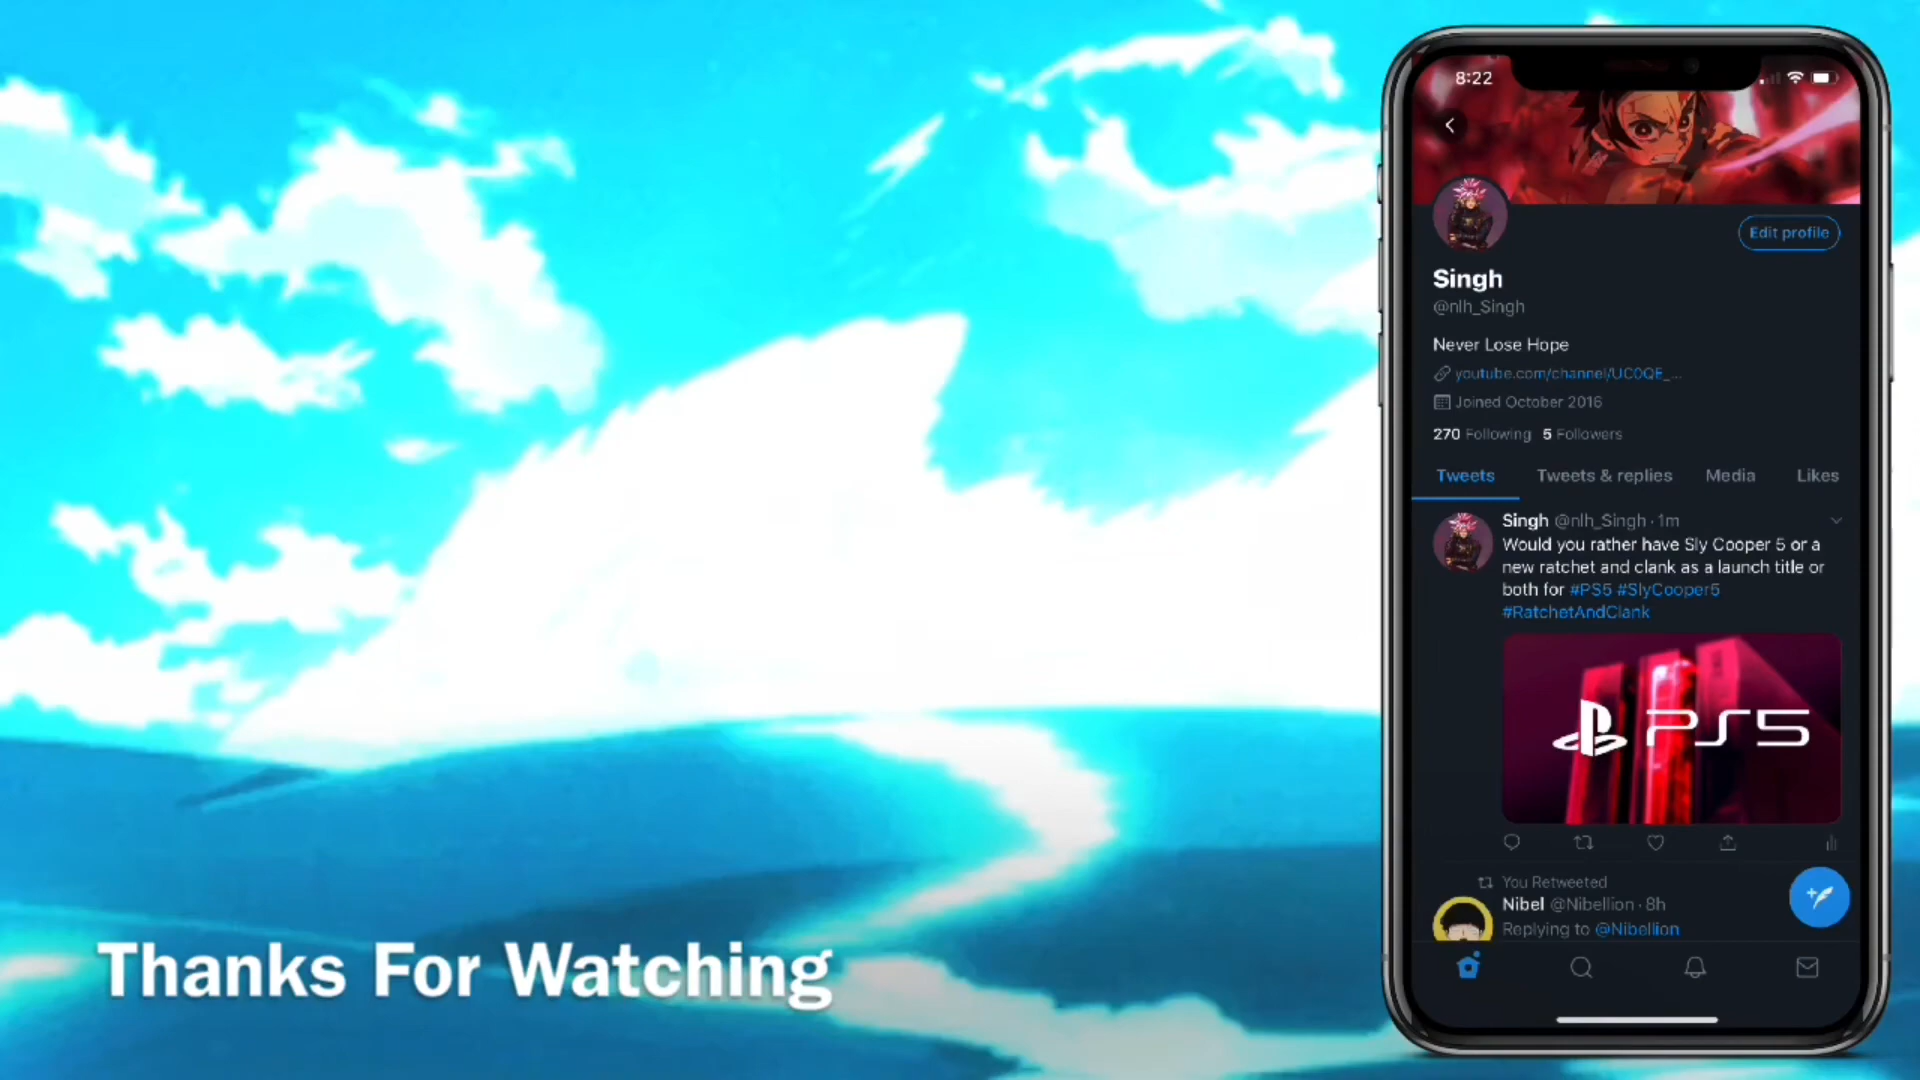 8:22
Edit profile
Singh
@nlh_Singh
Never Lose Hope
youtube.com/channel/UC0QE_...
Joined October 2016
270 Following 5 Followers
Tweets Tweets & replies Media Likes
Singh @nlh_Singh · 1m
Would you rather have Sly Cooper 5 or a
new ratchet and clank as a launch title or
both for #PS5 #SlyCooper5
#RatchetAndClank
PS5
You Retweeted
Nibel @Nibellion · 8h
Replying to @Nibellion
Thanks For Watching